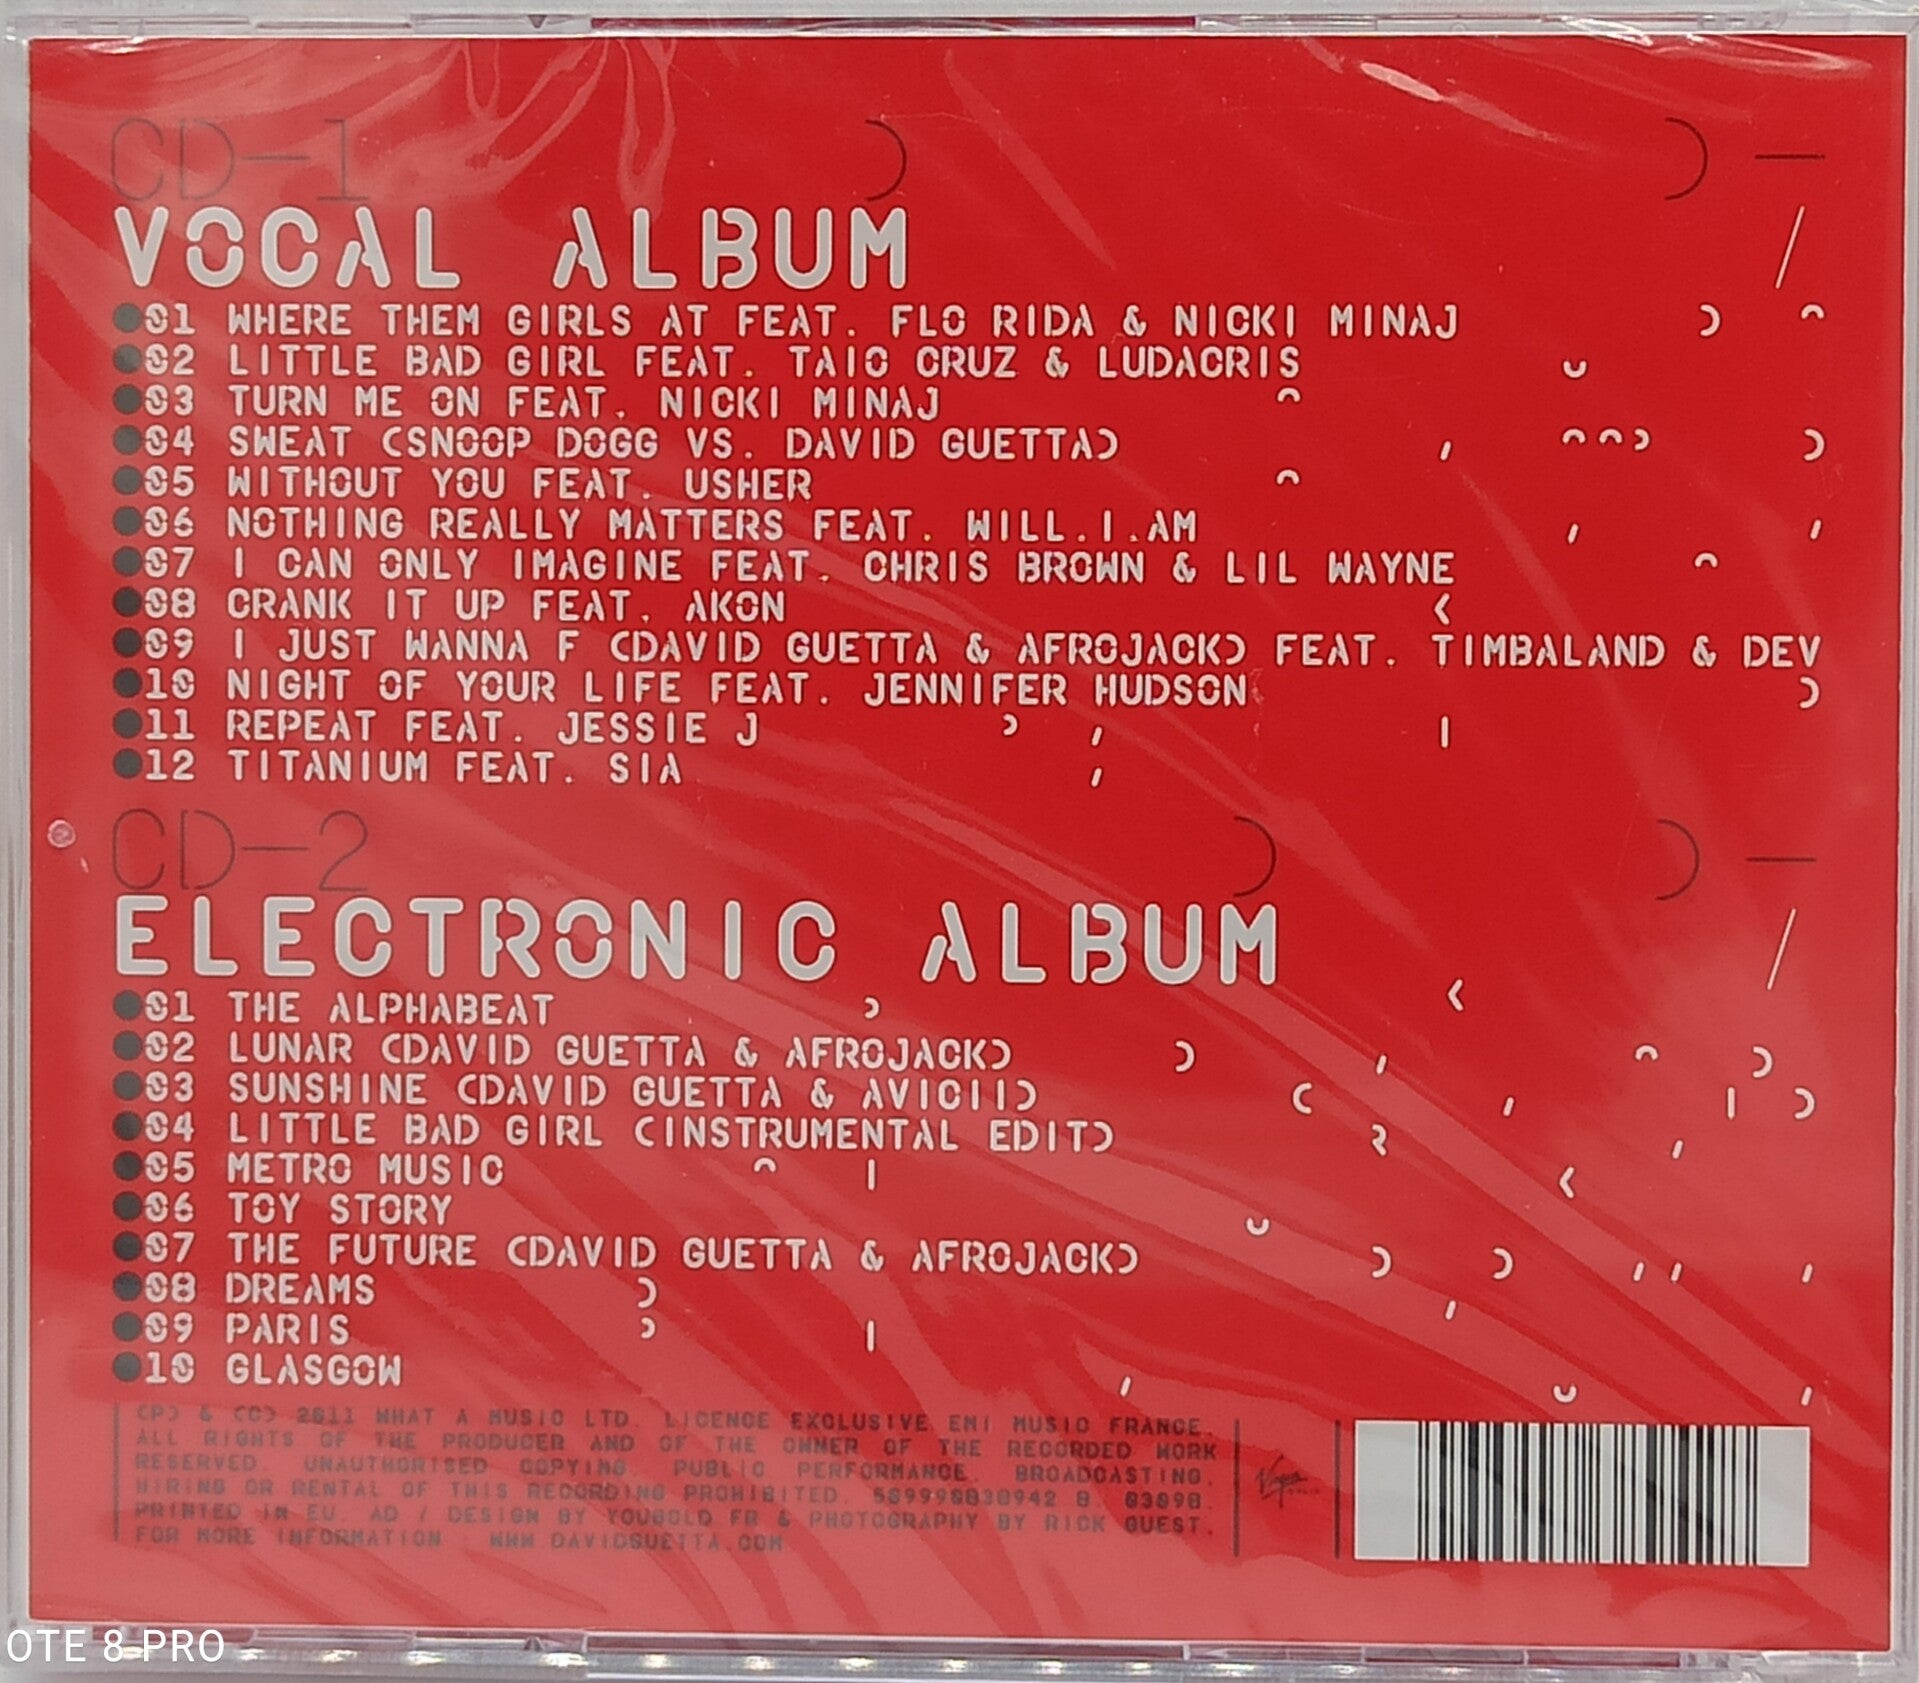 CD-1
VOCAL ALBUM
01 WHERE THEM GIRLS AT FEAT. FLO RIDA & NICKI MINAJ
02 LITTLE BAD GIRL FEAT. TAIO CRUZ & LUDACRIS
03 TURN ME ON FEAT. NICKI MINAJ
04 SWEAT (SNOOP DOGG VS. DAVID GUETTA)
05 WITHOUT YOU FEAT. USHER
06 NOTHING REALLY MATTERS FEAT. WILL.I.AM
07 I CAN ONLY IMAGINE FEAT. CHRIS BROWN & LIL WAYNE
08 CRANK IT UP FEAT. AKON
09 I JUST WANNA F (DAVID GUETTA & AFROJACK) FEAT. TIMBALAND & DEV
10 NIGHT OF YOUR LIFE FEAT. JENNIFER HUDSON
11 REPEAT FEAT. JESSIE J
12 TITANIUM FEAT. SIA
CD-2
ELECTRONIC ALBUM
01 THE ALPHABEAT
02 LUNAR (DAVID GUETTA & AFROJACK)
03 SUNSHINE (DAVID GUETTA & AVICII)
04 LITTLE BAD GIRL (INSTRUMENTAL EDIT)
05 METRO MUSIC
06 TOY STORY
07 THE FUTURE (DAVID GUETTA & AFROJACK)
08 DREAMS
09 PARIS
10 GLASGOW
(P) & (C) 2011 WHAT A MUSIC LTD. LICENCE EXCLUSIVE EMI MUSIC FRANCE.
ALL RIGHTS OF THE PRODUCER AND OF THE OWNER OF THE RECORDED WORK
RESERVED. UNAUTHORISED COPYING. PUBLIC PERFORMANCE. BROADCASTING.
HIRING OR RENTAL OF THIS RECORDING PROHIBITED.
PRINTED IN EU. AD / DESIGN BY YOUGOLD FR & PHOTOGRAPHY BY RICK GUEST.
FOR MORE INFORMATION WWW DAVIDGUETTA.COM
Virgin
OTE 8 PRO